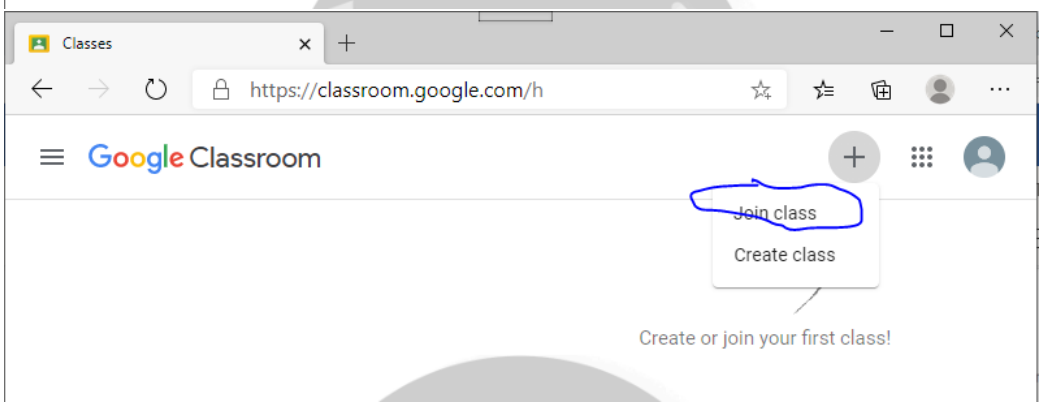 Classes
https://classroom.google.com/h
Google Classroom
Join class
Create class
Create or join your first class!